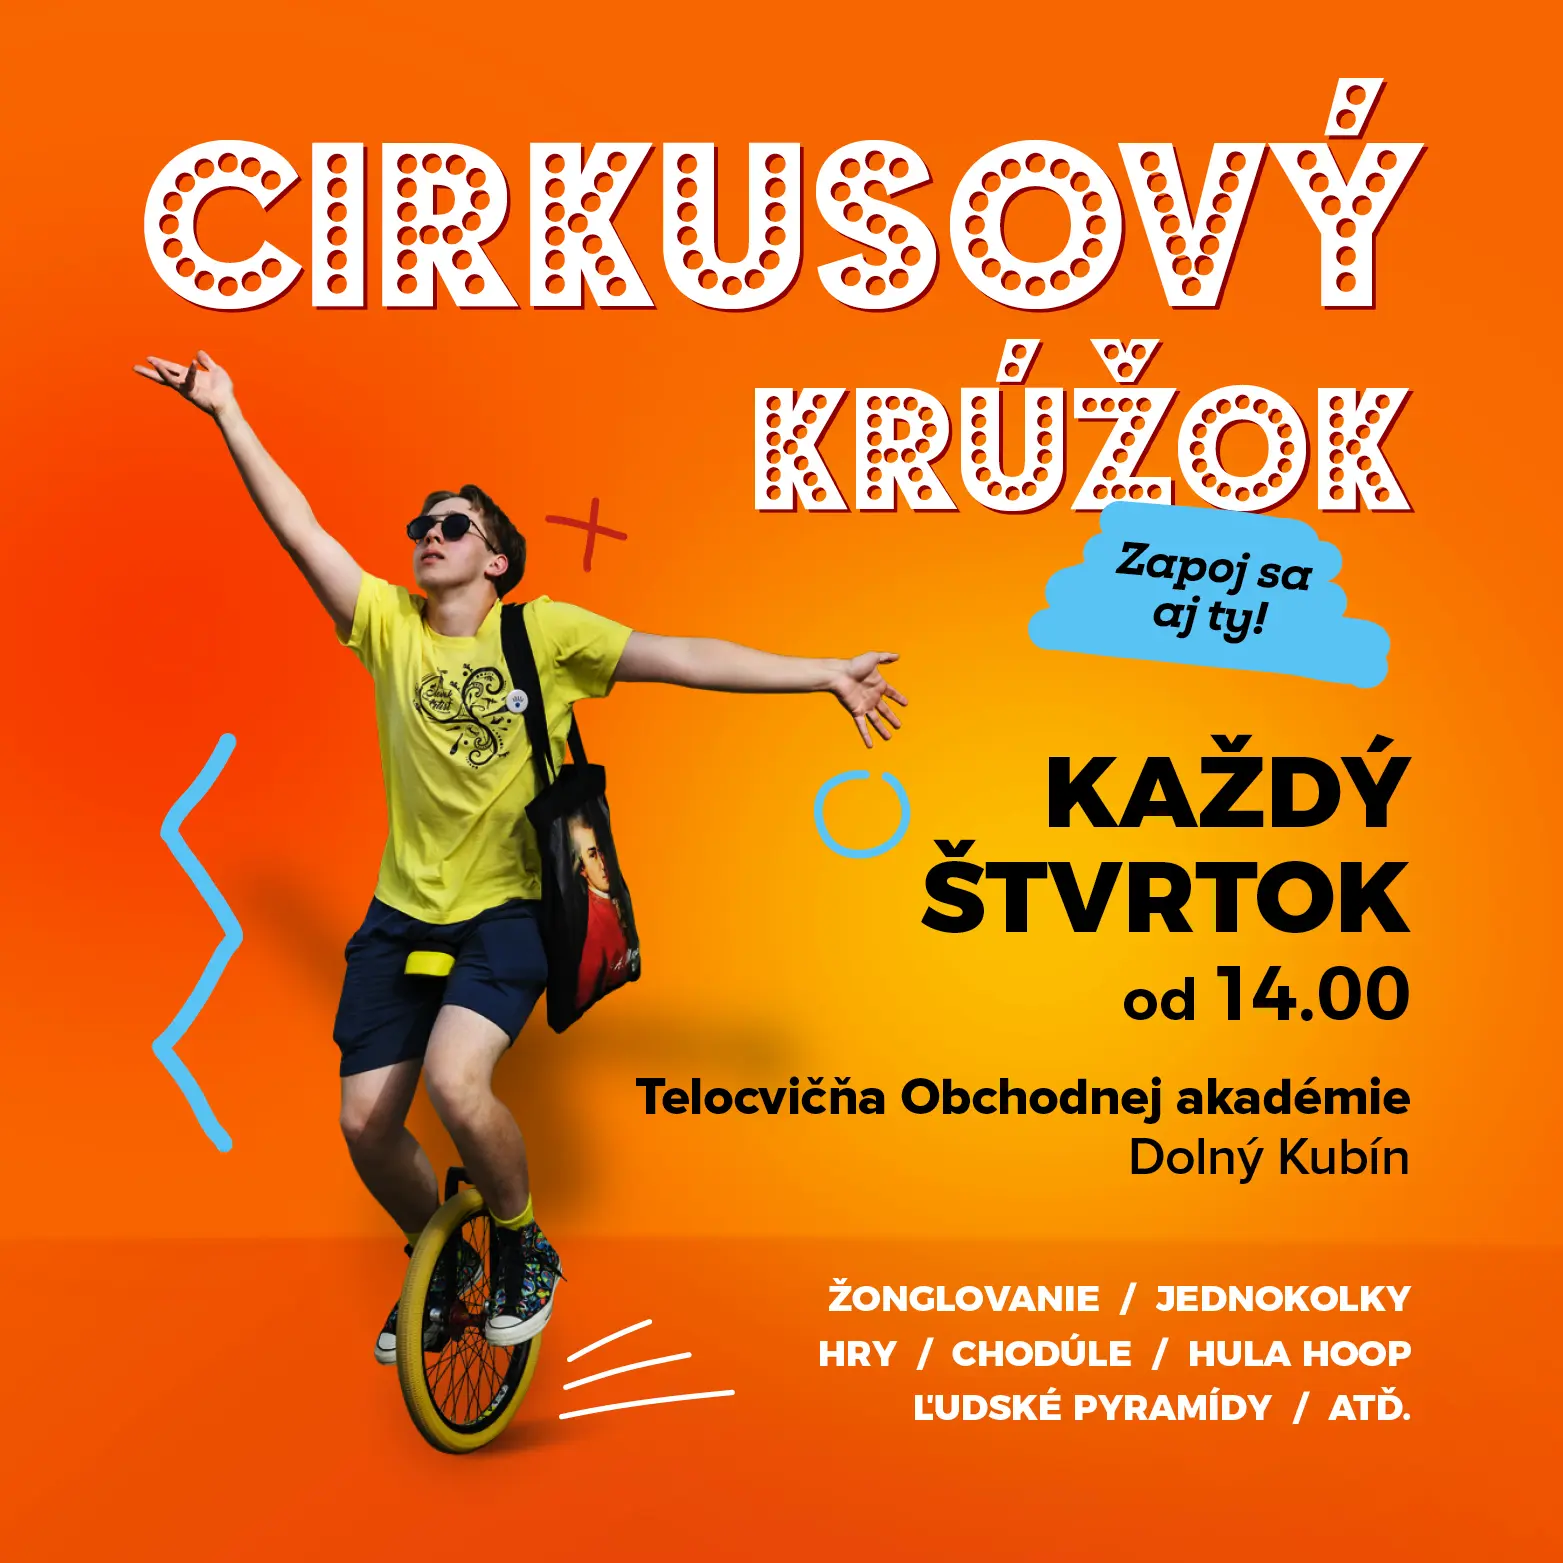 CIRKUSOVÝ
KRÚŽOK
Zapoj sa
aj ty!
KAŽDÝ
ŠTVRTOK
od 14.00
Telocvičňa Obchodnej akadémie
Dolný Kubín
ŽONGLOVANIE / JEDNOKOLKY
HRY / CHODÚLE / HULA HOOP
ĽUDSKÉ PYRAMÍDY / ATĎ.